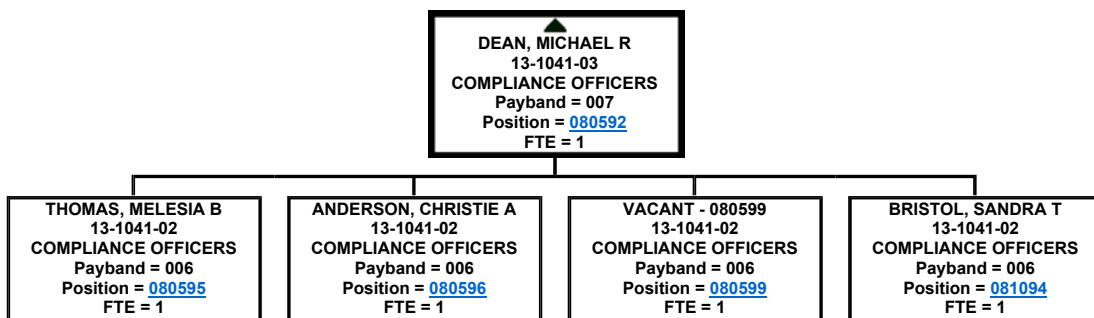 DEAN, MICHAEL R
13-1041-03
COMPLIANCE OFFICERS
Payband = 007
Position = 080592
FTE = 1
THOMAS, MELESIA B
13-1041-02
COMPLIANCE OFFICERS
Payband = 006
Position = 080595
FTE = 1
ANDERSON, CHRISTIE A
13-1041-02
COMPLIANCE OFFICERS
Payband = 006
Position = 080596
FTE = 1
VACANT - 080599
13-1041-02
COMPLIANCE OFFICERS
Payband = 006
Position = 080599
FTE = 1
BRISTOL, SANDRA T
13-1041-02
COMPLIANCE OFFICERS
Payband = 006
Position = 081094
FTE = 1